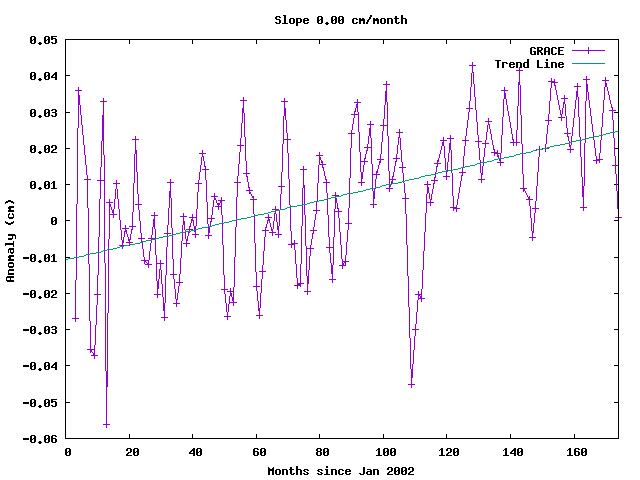 Slope 0.00 cm/month
GRACE
Trend Line
0.05
0.04
0.03
0.02
0.01
0
-0.01
-0.02
-0.03
-0.04
-0.05
-0.06
Anomaly (cm)
0 20 40 60 80 100 120 140 160
Months since Jan 2002